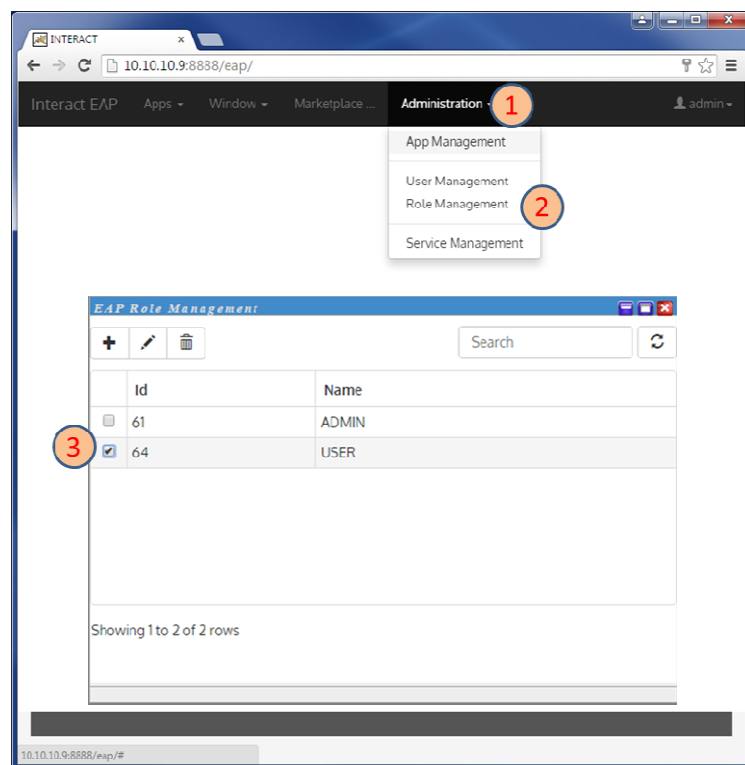 INTERACT
10.10.10.9:8888/eap/
Interact EAP Apps Window Marketplace ... Administration 1 admin
App Management
User Management
Role Management 2
Service Management
EAP Role Management
Search
Id Name
61 ADMIN
3 64 USER
Showing 1 to 2 of 2 rows
10.10.10.9:8888/eap/#